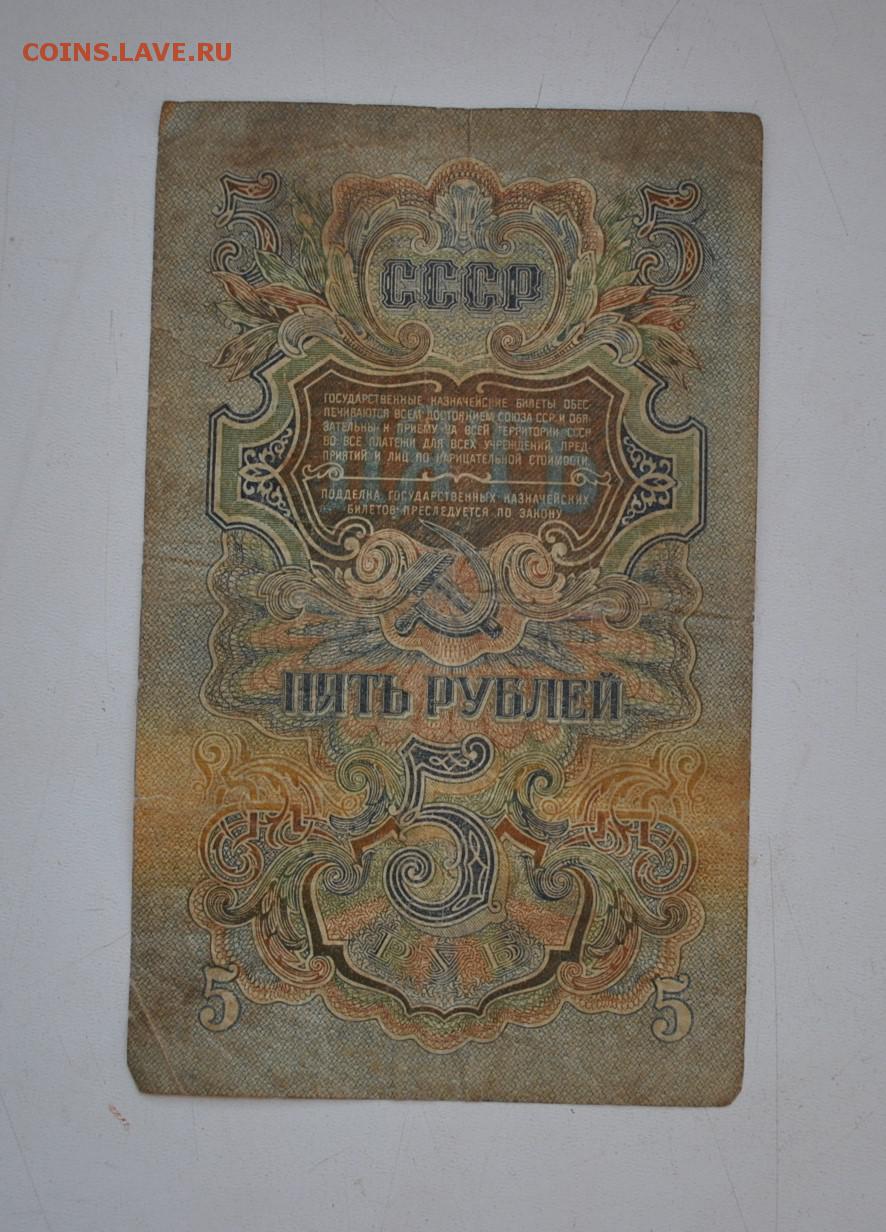 COINS.LAVE.RU
5 5
СССР
ГОСУДАРСТВЕННЫЕ КАЗНАЧЕЙСКИЕ БИЛЕТЫ ОБЕС-
ПЕЧИВАЮТСЯ ВСЕМ ДОСТОЯНИЕМ СОЮЗА ССР И ОБЯ-
ЗАТЕЛЬНЫ К ПРИЕМУ НА ВСЕЙ ТЕРРИТОРИИ СССР
ВО ВСЕ ПЛАТЕЖИ ДЛЯ ВСЕХ УЧРЕЖДЕНИЙ, ПРЕД-
ПРИЯТИЙ И ЛИЦ ПО НАРИЦАТЕЛЬНОЙ СТОИМОСТИ
ПОДДЕЛКА ГОСУДАРСТВЕННЫХ КАЗНАЧЕЙСКИХ
БИЛЕТОВ ПРЕСЛЕДУЕТСЯ ПО ЗАКОНУ
ПЯТЬ РУБЛЕЙ
5
5 5